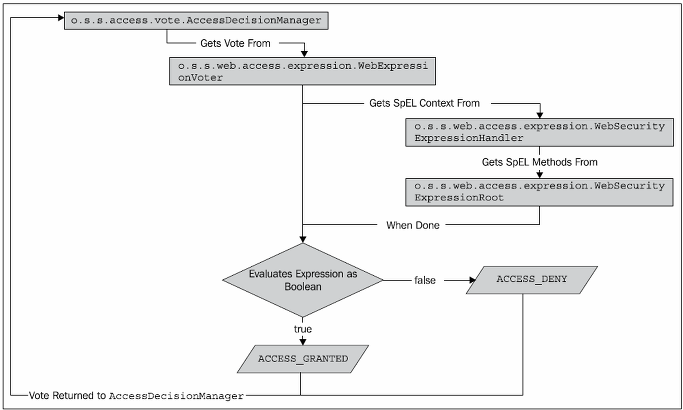 o.s.s.access.vote.AccessDecisionManager
Gets Vote From
o.s.s.web.access.expression.WebExpressi
onVoter
Gets SpEL Context From
o.s.s.web.access.expression.WebSecurity
ExpressionHandler
Gets SpEL Methods From
o.s.s.web.access.expression.WebSecurity
ExpressionRoot
When Done
Evaluates Expression as
Boolean
false
ACCESS_DENY
true
ACCESS_GRANTED
Vote Returned to AccessDecisionManager